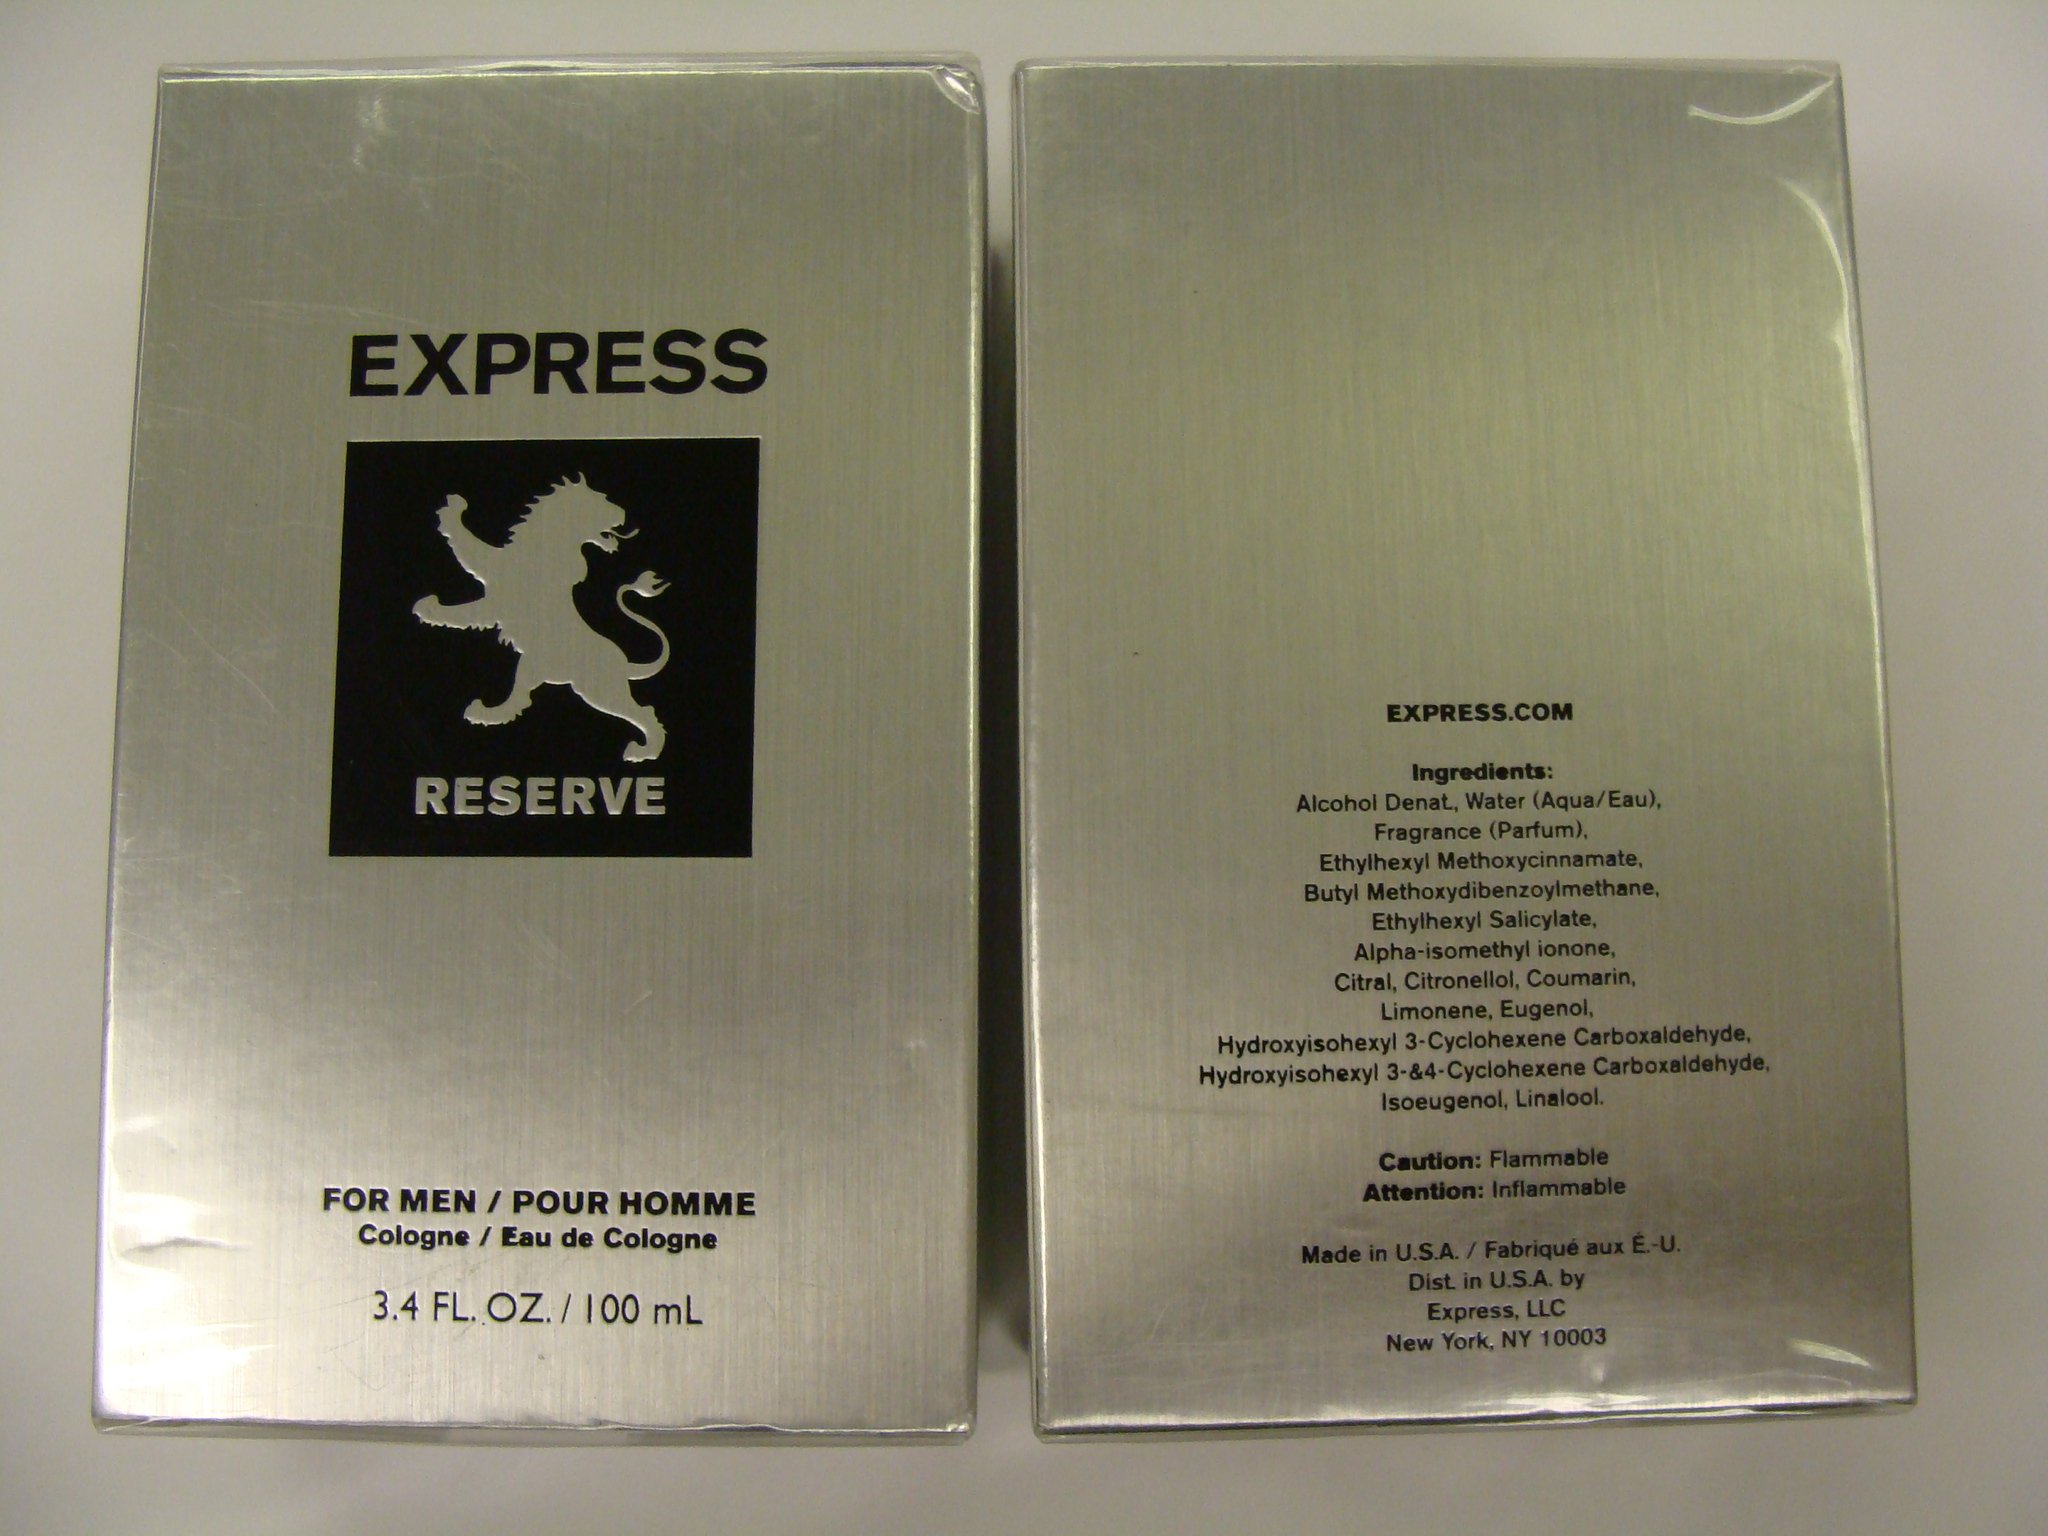 EXPRESS
RESERVE
FOR MEN / POUR HOMME
Cologne / Eau de Cologne
3.4 FL. OZ. / 100 mL
EXPRESS.COM
Ingredients:
Alcohol Denat., Water (Aqua/Eau),
Fragrance (Parfum),
Ethylhexyl Methoxycinnamate,
Butyl Methoxydibenzoylmethane,
Ethylhexyl Salicylate,
Alpha-isomethyl ionone,
Citral, Citronellol, Coumarin,
Limonene, Eugenol,
Hydroxyisohexyl 3-Cyclohexene Carboxaldehyde,
Hydroxyisohexyl 3-&4-Cyclohexene Carboxaldehyde,
Isoeugenol, Linalool.
Caution: Flammable
Attention: Inflammable
Made in U.S.A. / Fabriqué aux É.-U.
Dist. in U.S.A. by
Express, LLC
New York, NY 10003